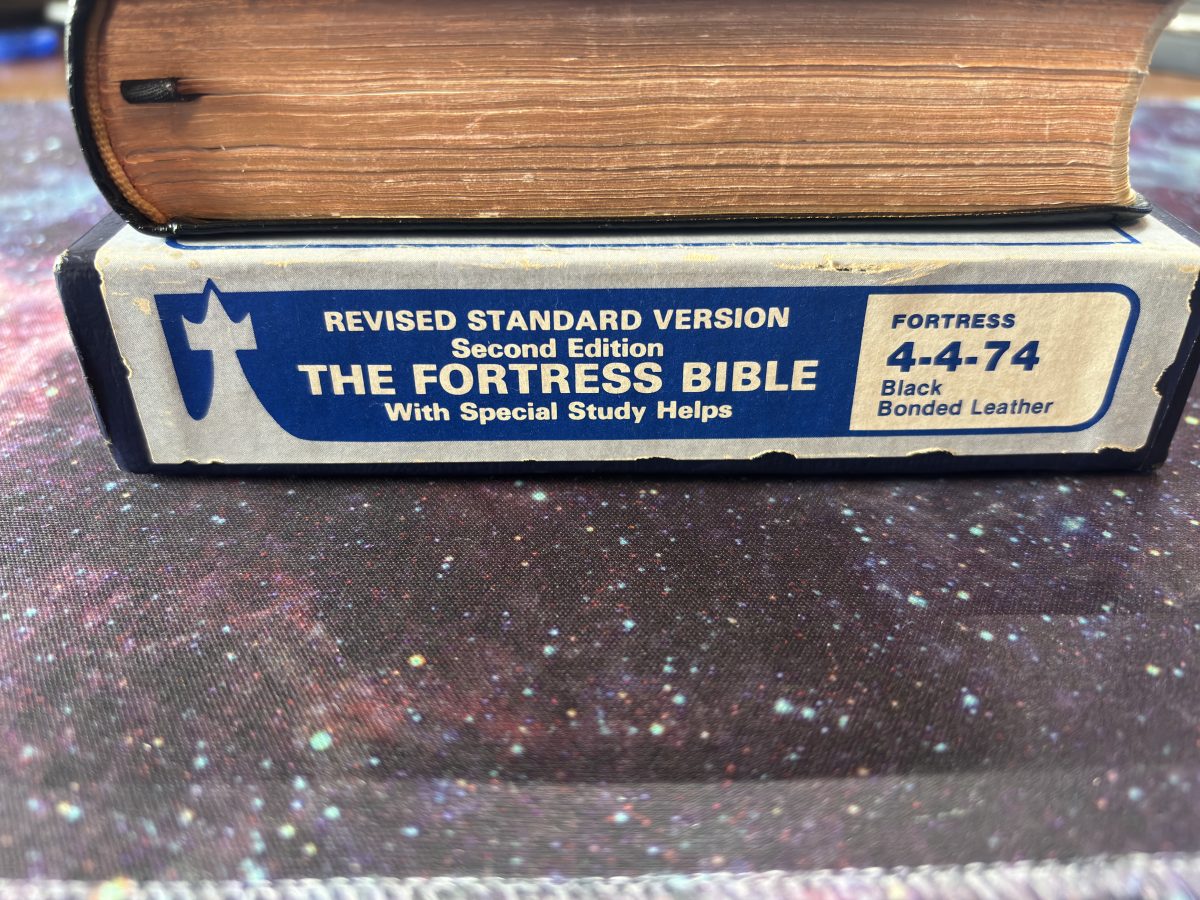 REVISED STANDARD VERSION
Second Edition
THE FORTRESS BIBLE
With Special Study Helps
FORTRESS
4-4-74
Black
Bonded Leather